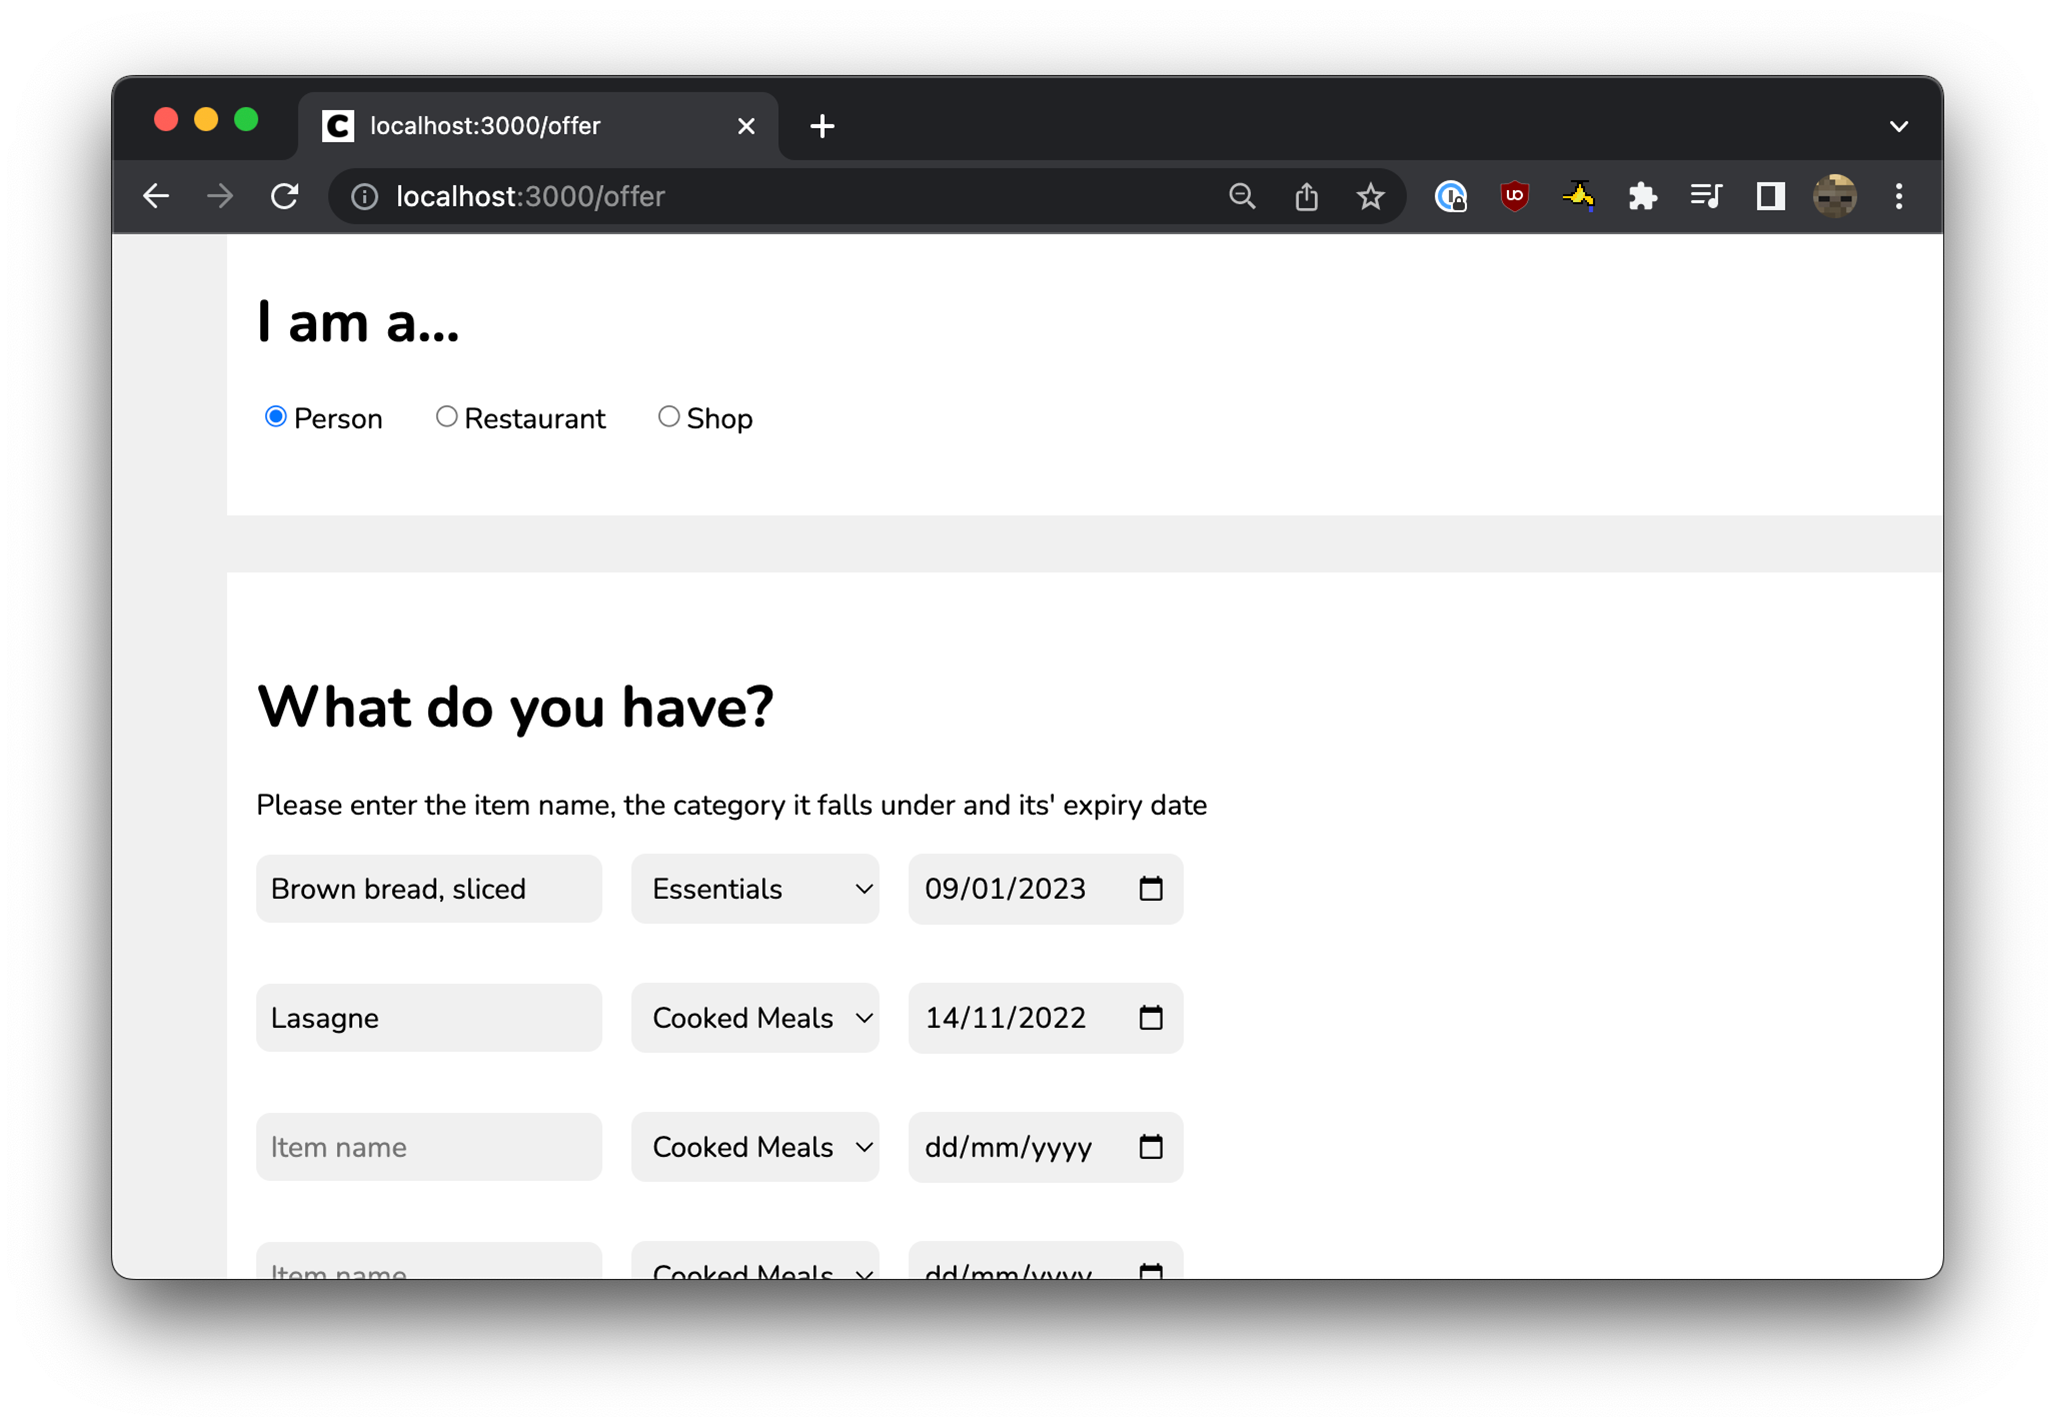 C localhost:3000/offer
localhost:3000/offer
I am a...
Person Restaurant Shop
What do you have?
Please enter the item name, the category it falls under and its' expiry date
Brown bread, sliced Essentials 09/01/2023
Lasagne Cooked Meals 14/11/2022
Item name Cooked Meals dd/mm/yyyy
Item name Cooked Meals dd/mm/yyyy